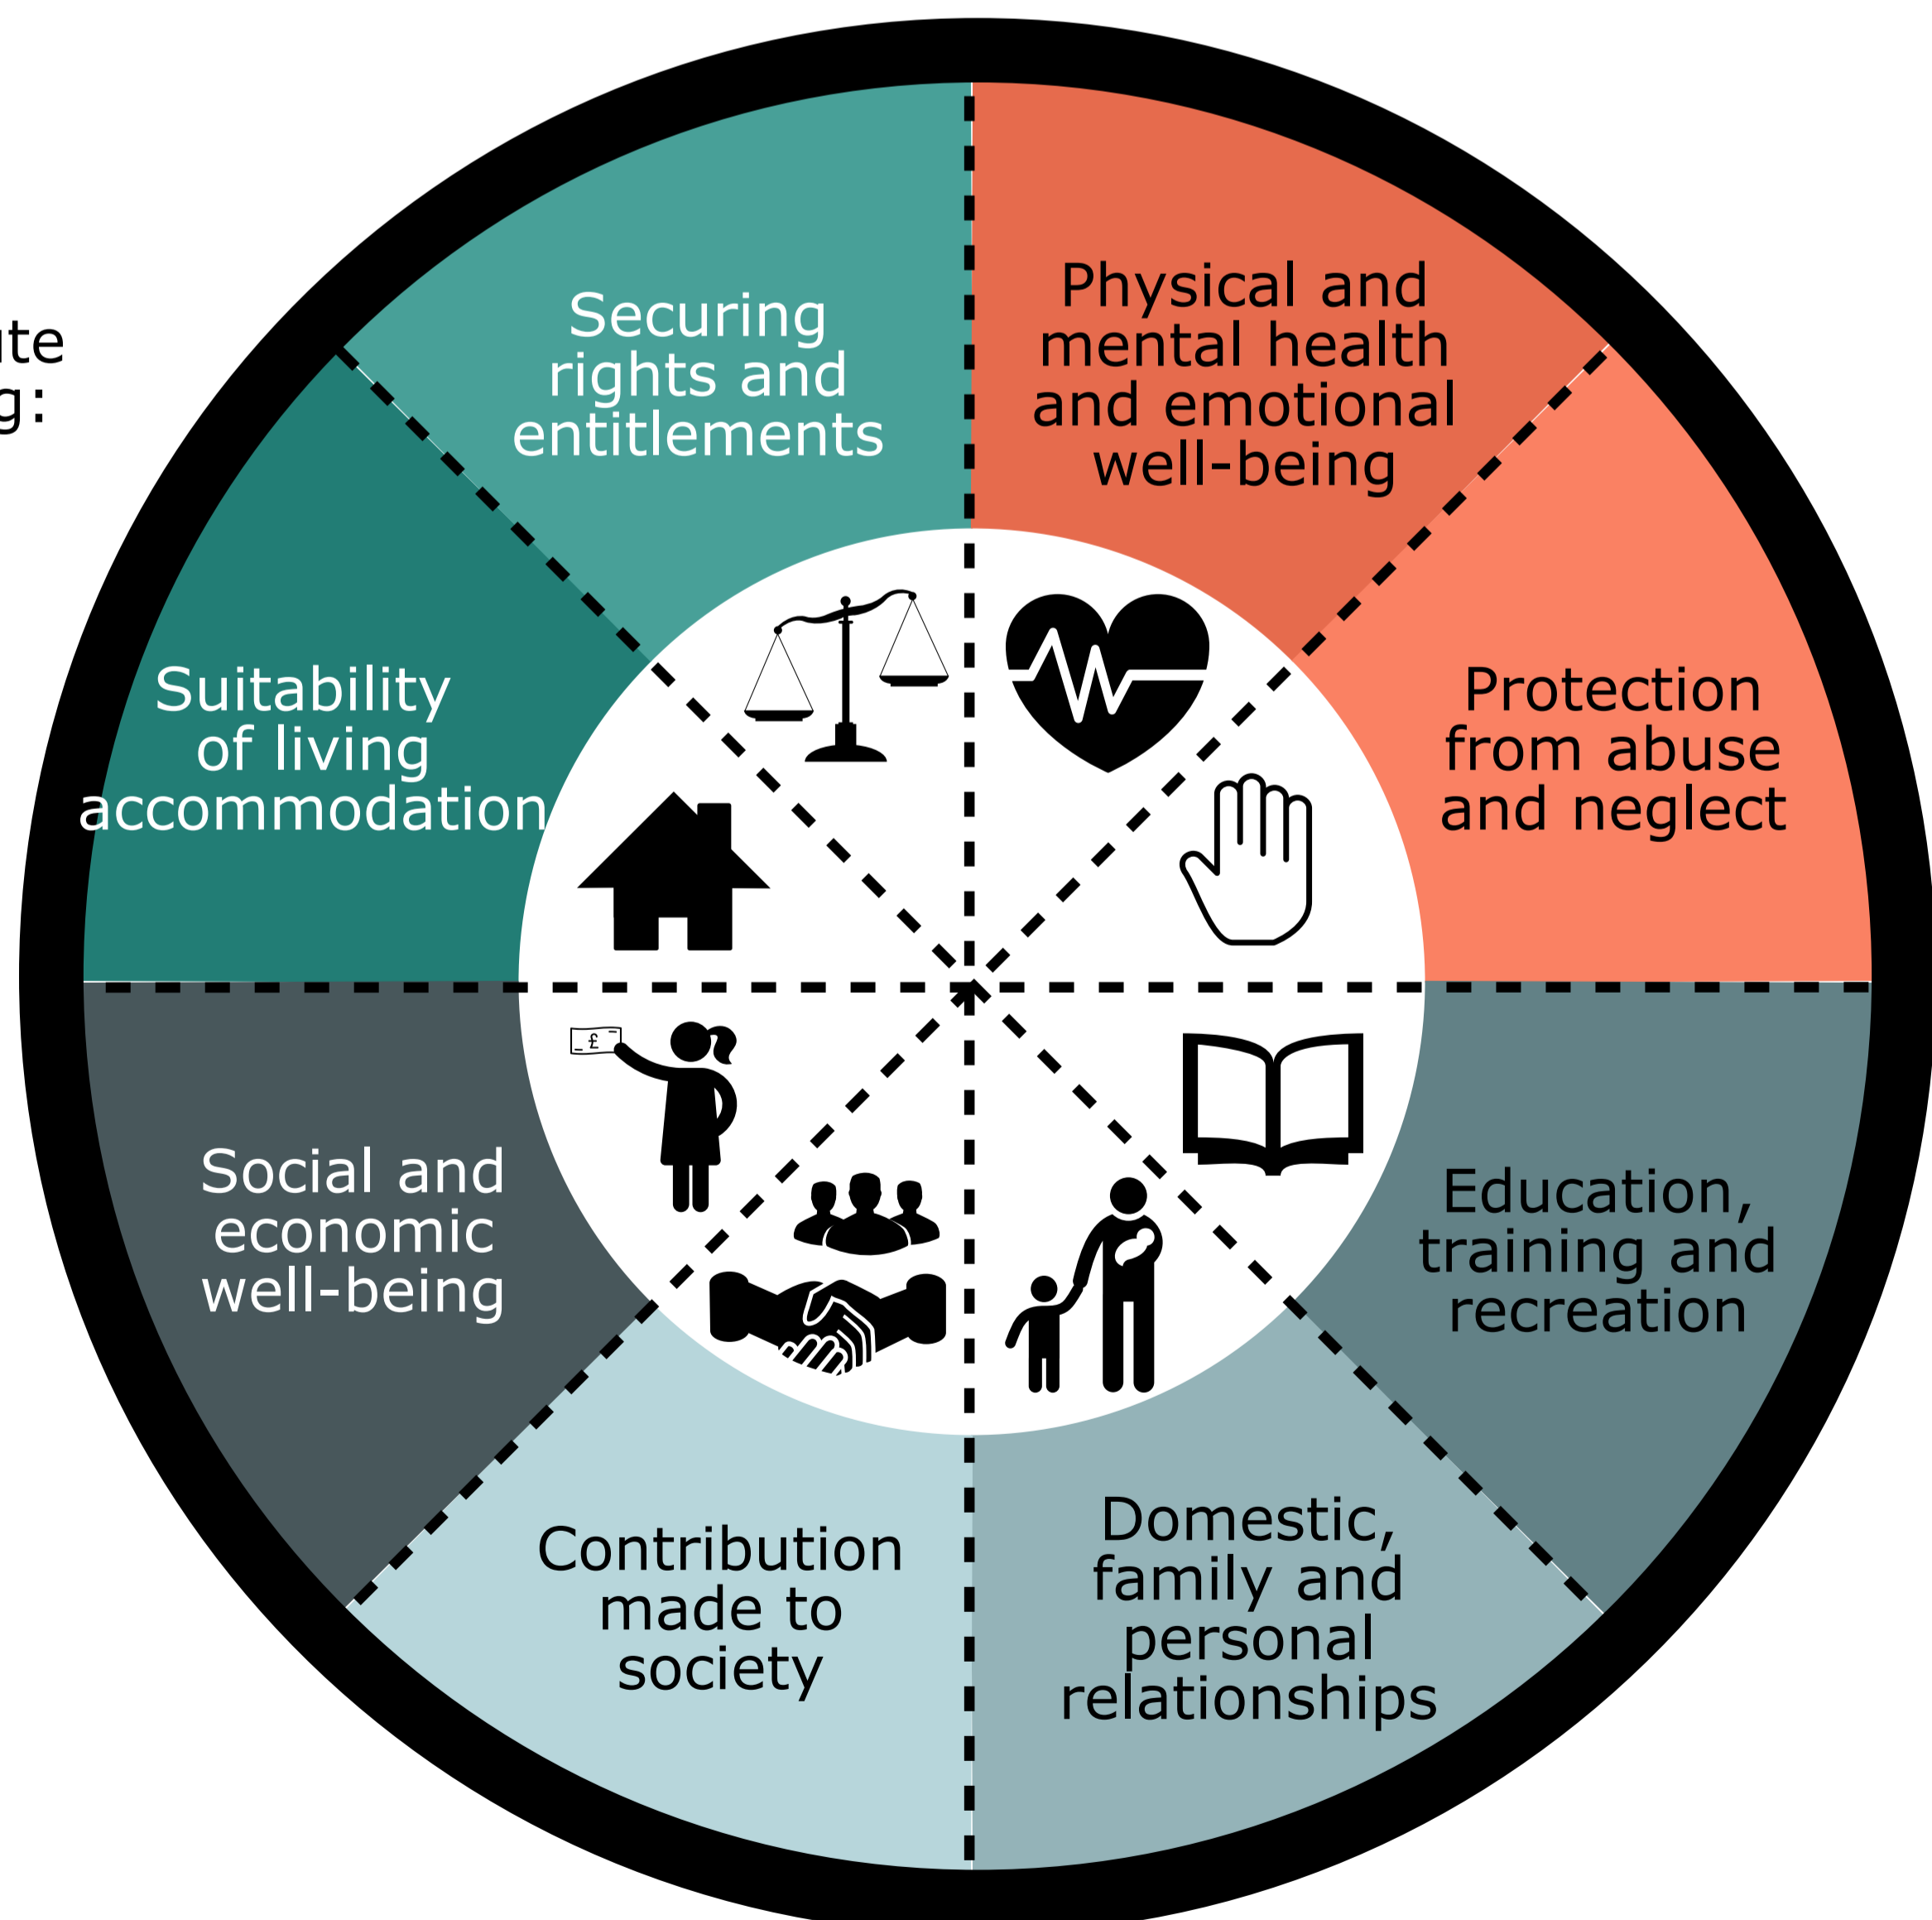 Physical and
mental health
and emotional
well-being
Protection
from abuse
and neglect
Education,
training and
recreation
Domestic,
family and
personal
relationships
Contribution
made to
society
Social and
economic
well-being
Suitability
of living
accommodation
Securing
rights and
entitlements
£